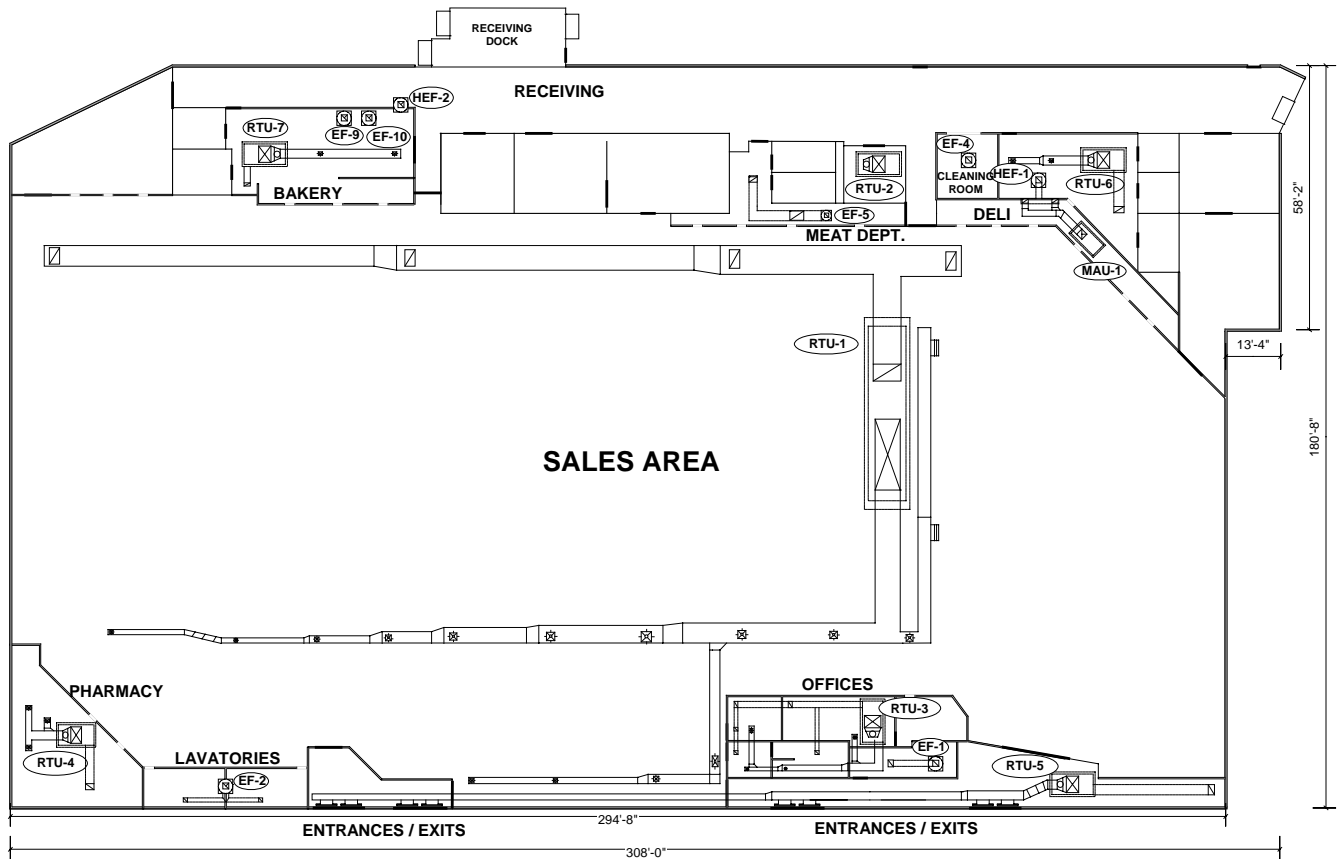 RECEIVING
DOCK
RECEIVING
HEF-2
RTU-7
EF-9
EF-10
BAKERY
EF-4
CLEANING
ROOM
HEF-1
RTU-6
RTU-2
EF-5
DELI
MEAT DEPT.
MAU-1
58'-2"
13'-4"
180'-8"
RTU-1
SALES AREA
PHARMACY
OFFICES
RTU-3
RTU-4
LAVATORIES
EF-2
EF-1
RTU-5
294'-8"
ENTRANCES / EXITS
ENTRANCES / EXITS
308'-0"